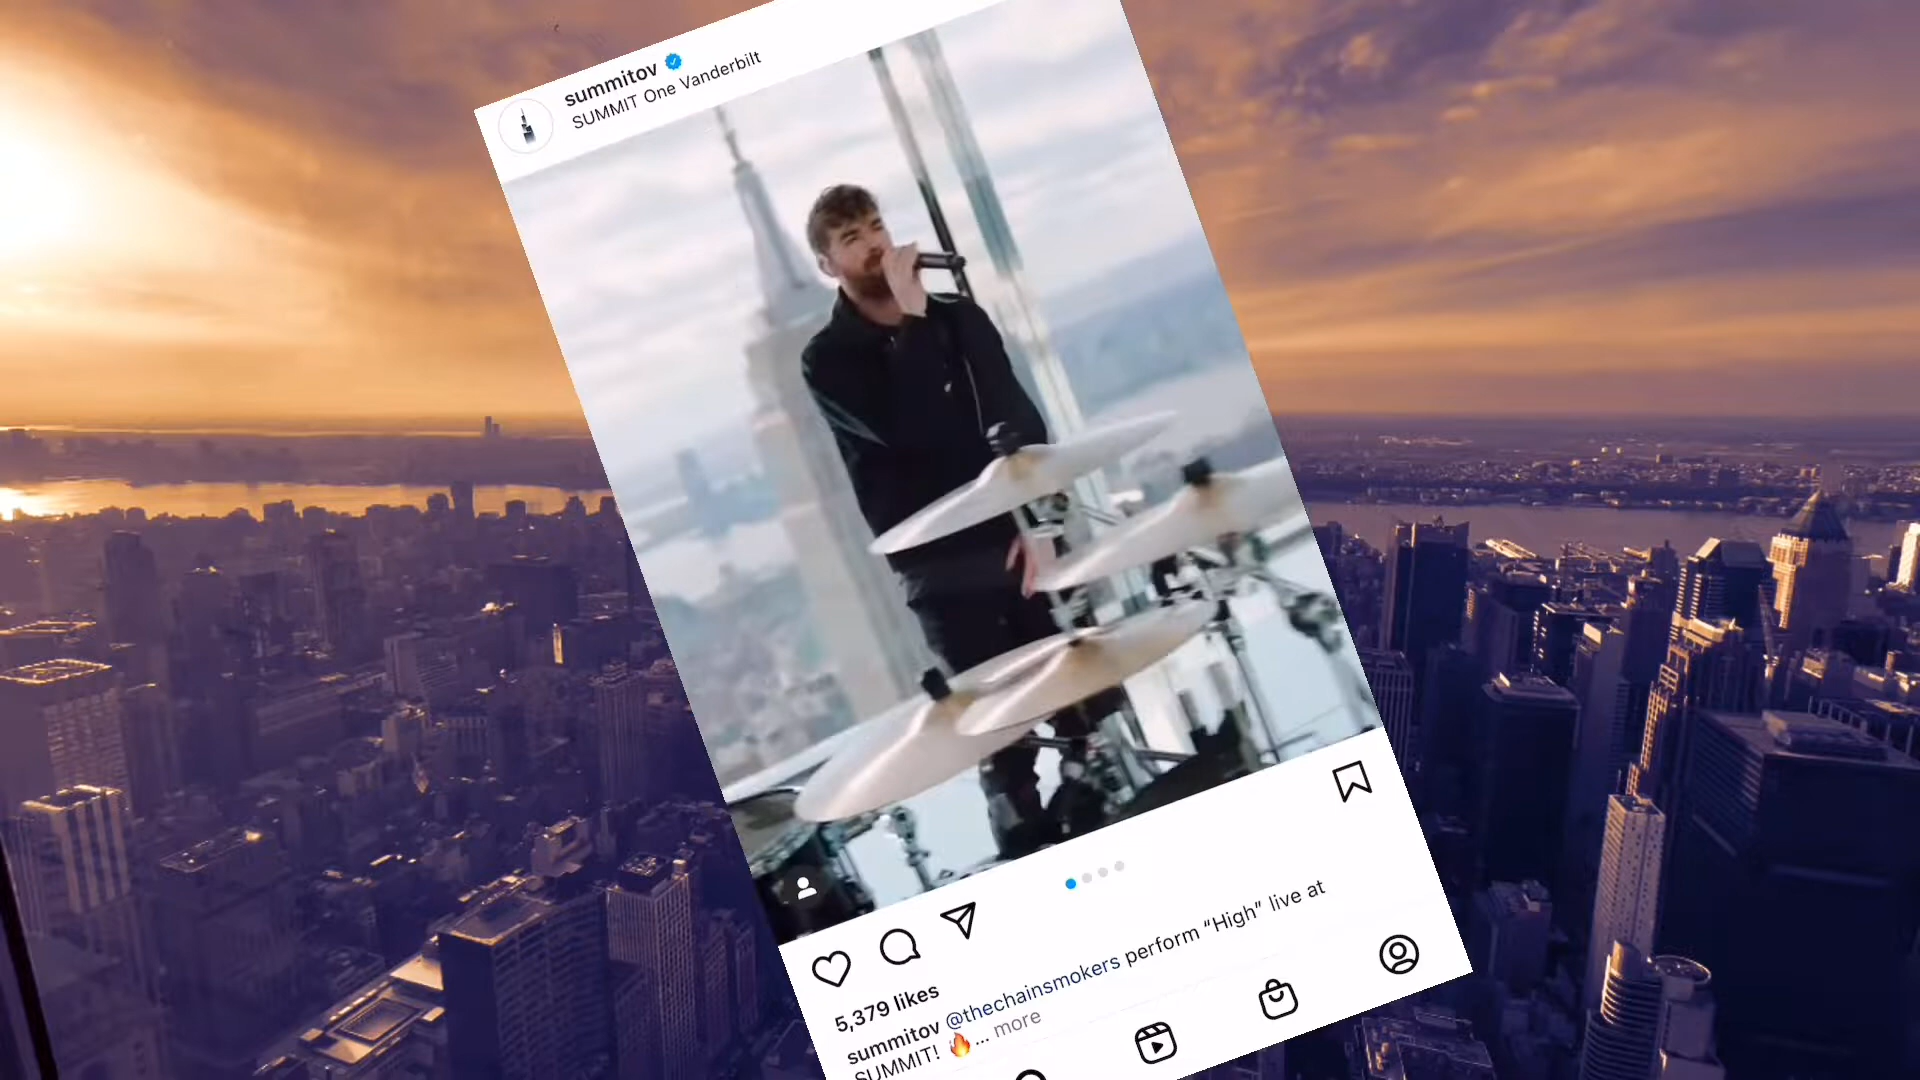 summitov
SUMMIT One Vanderbilt
5,379 likes
summitov @thechainsmokers perform “High” live at
SUMMIT! 🔥... more